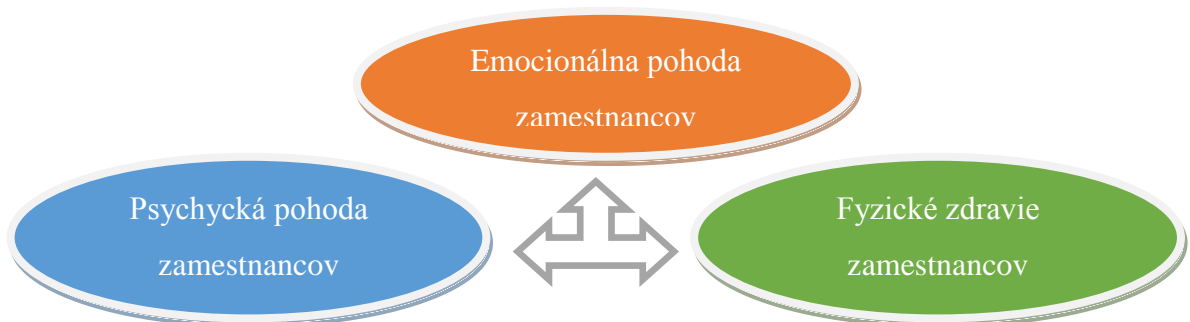 Emocionálna pohoda
zamestnancov
Psychycká pohoda
zamestnancov
Fyzické zdravie
zamestnancov